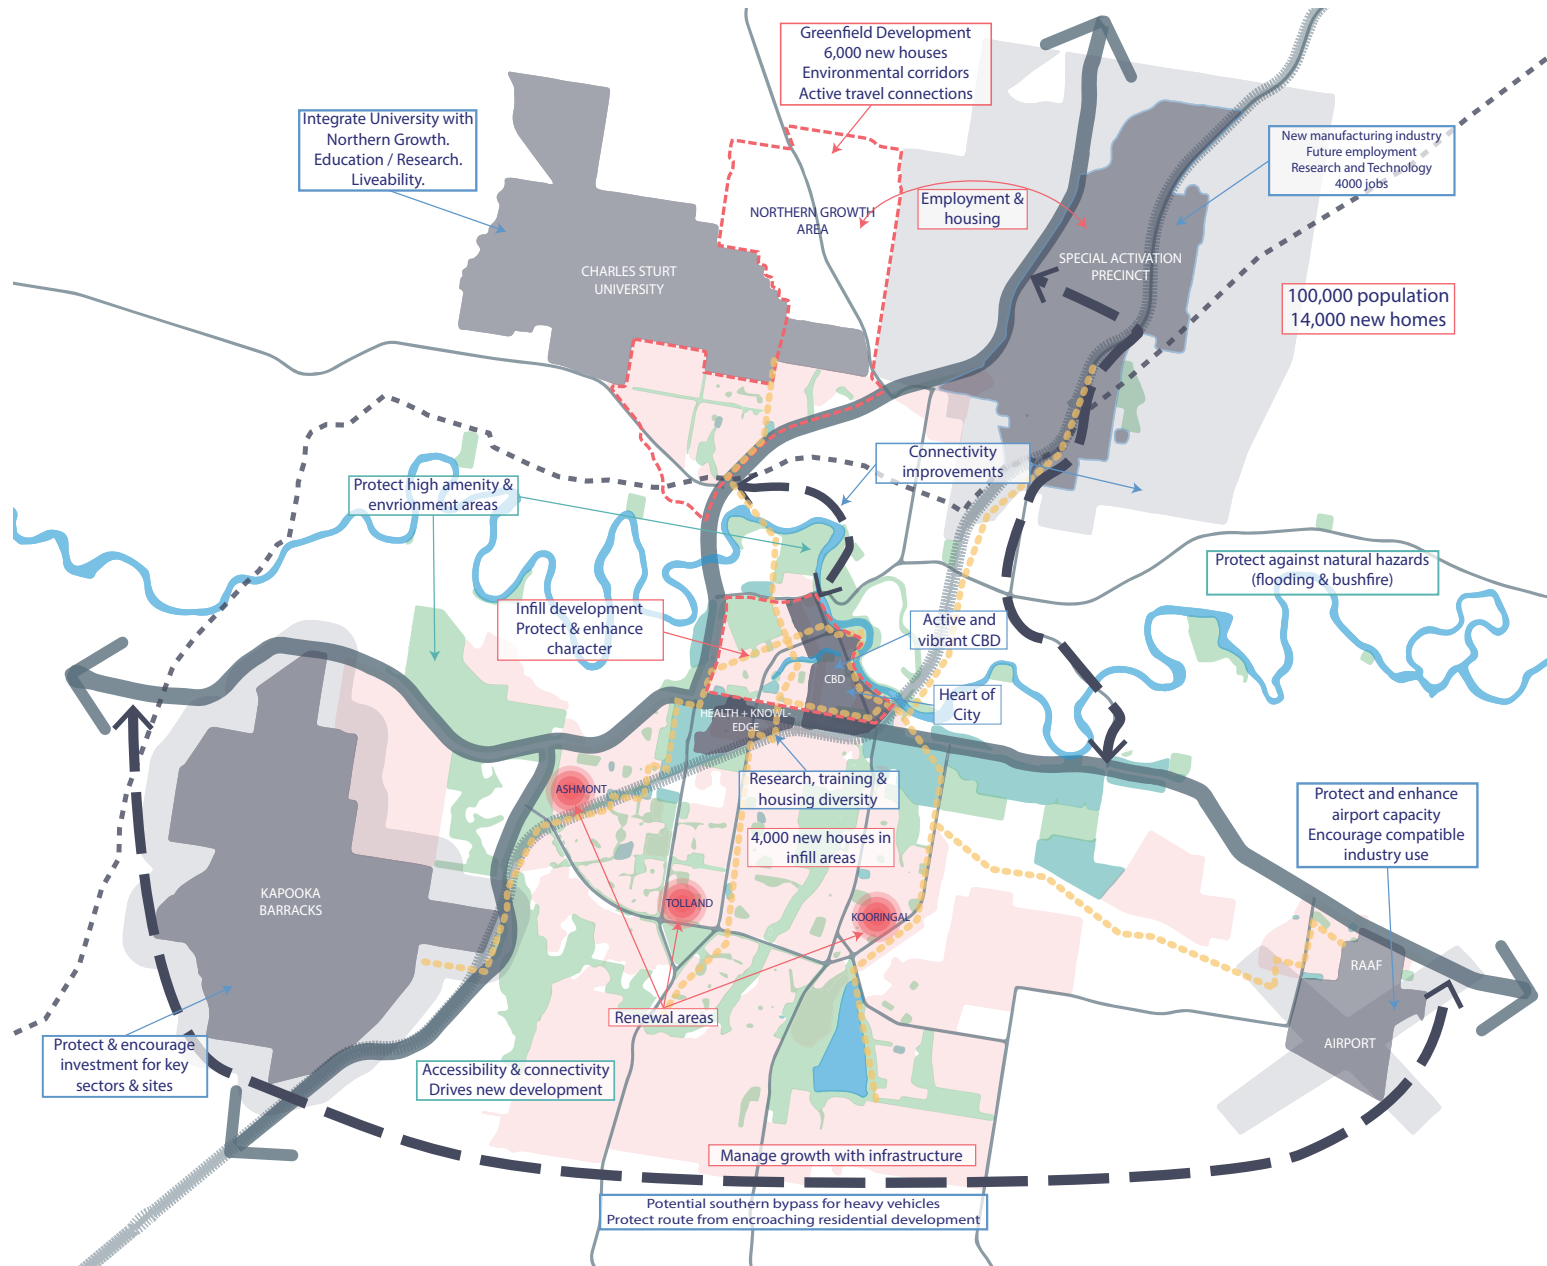 Greenfield Development
6,000 new houses
Environmental corridors
Active travel connections
Integrate University with
Northern Growth.
Education / Research.
Liveability.
New manufacturing industry
Future employment
Research and Technology
4000 jobs
Employment &
housing
NORTHERN GROWTH
AREA
CHARLES STURT
UNIVERSITY
SPECIAL ACTIVATION
PRECINCT
100,000 population
14,000 new homes
Connectivity
improvements
Protect high amenity &
envrionment areas
Protect against natural hazards
(flooding & bushfire)
Infill development
Protect & enhance
character
Active and
vibrant CBD
CBD
Heart of
City
HEALTH + KNOWL-
EDGE
Research, training &
housing diversity
ASHMONT
4,000 new houses in
infill areas
Protect and enhance
airport capacity
Encourage compatible
industry use
KAPOOKA
BARRACKS
TOLLAND
KOORINGAL
RAAF
AIRPORT
Renewal areas
Protect & encourage
investment for key
sectors & sites
Accessibility & connectivity
Drives new development
Manage growth with infrastructure
Potential southern bypass for heavy vehicles
Protect route from encroaching residential development